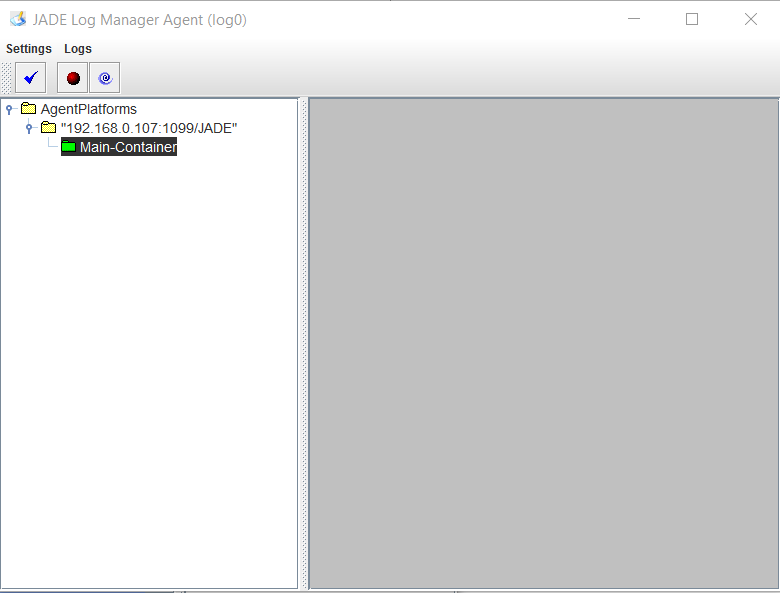 JADE Log Manager Agent (log0)
Settings Logs
AgentPlatforms
"192.168.0.107:1099/JADE"
Main-Container